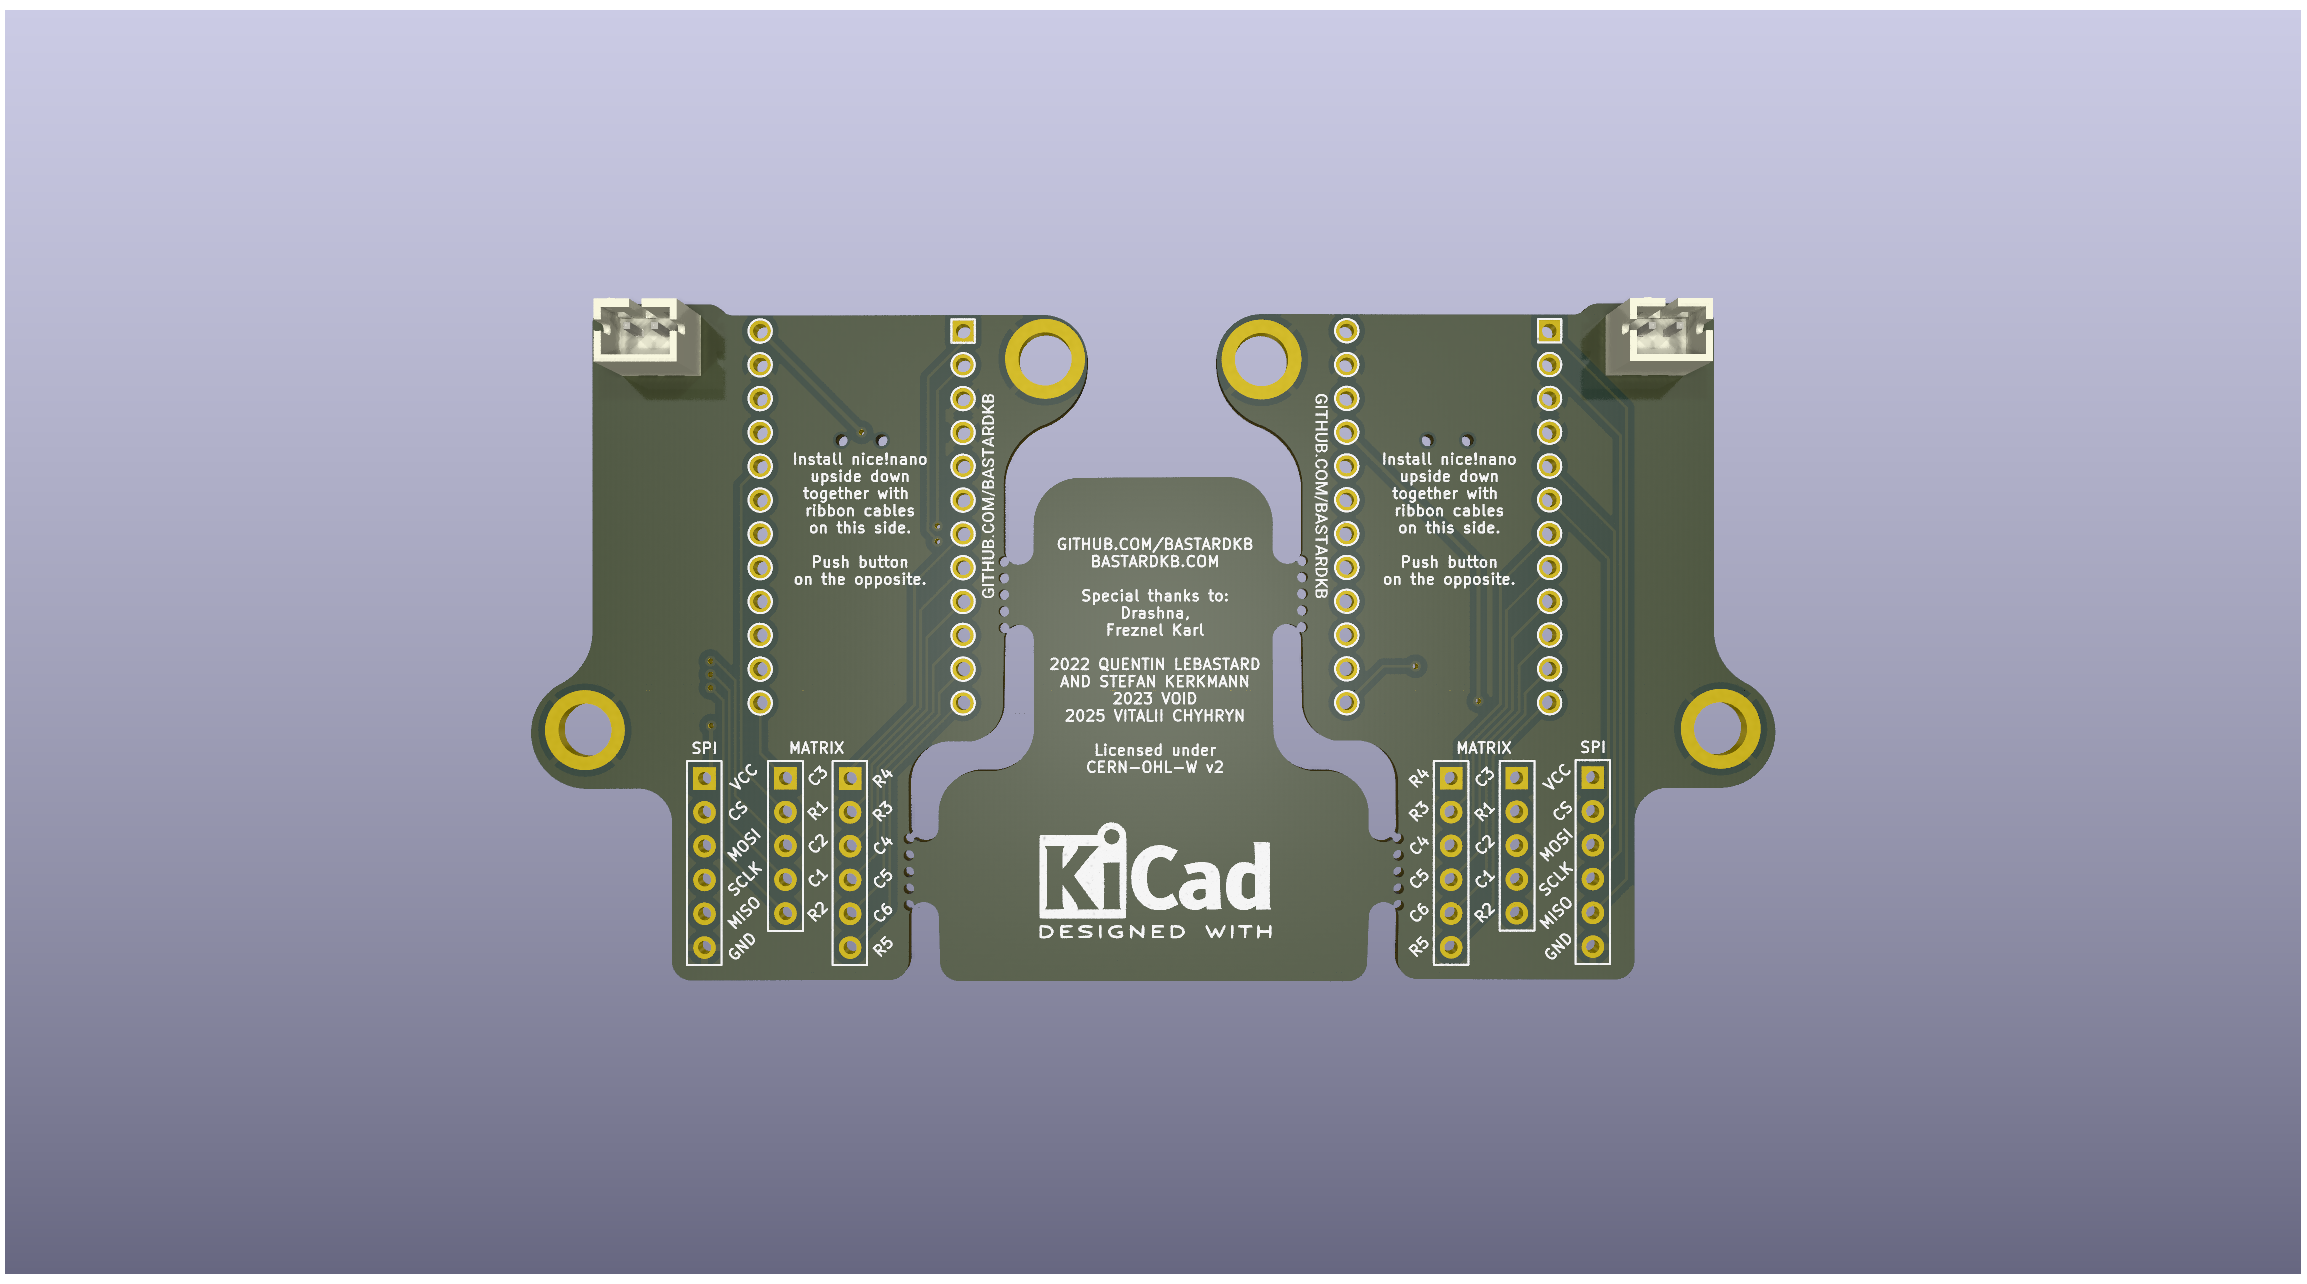 Install nice!nano
upside down
together with
ribbon cables
on this side.
Push button
on the opposite.
GITHUB.COM/BASTARDKB
SPI
VCC
CS
MOSI
SCLK
MISO
GND
MATRIX
C3
R1
C2
C1
R2
R4
R3
C4
C5
C6
R5
GITHUB.COM/BASTARDKB
BASTARDKB.COM
Special thanks to:
Drashna,
Freznel Karl
2022 QUENTIN LEBASTARD
AND STEFAN KERKMANN
2023 VOID
2025 VITALII CHYHRYN
Licensed under
CERN-OHL-W v2
KiCad
DESIGNED WITH
GITHUB.COM/BASTARDKB
Install nice!nano
upside down
together with
ribbon cables
on this side.
Push button
on the opposite.
MATRIX
R4
R3
C4
C5
C6
R5
C3
R1
C2
C1
R2
SPI
VCC
CS
MOSI
SCLK
MISO
GND